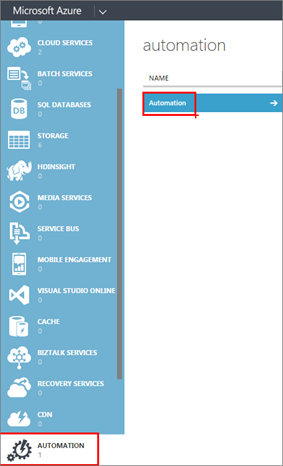 Microsoft Azure
automation
NAME
Automation
CLOUD SERVICES
2
BATCH SERVICES
0
SQL DATABASES
0
STORAGE
6
HDINSIGHT
0
MEDIA SERVICES
0
SERVICE BUS
0
MOBILE ENGAGEMENT
0
VISUAL STUDIO ONLINE
0
CACHE
0
BIZTALK SERVICES
0
RECOVERY SERVICES
0
CDN
0
AUTOMATION
1